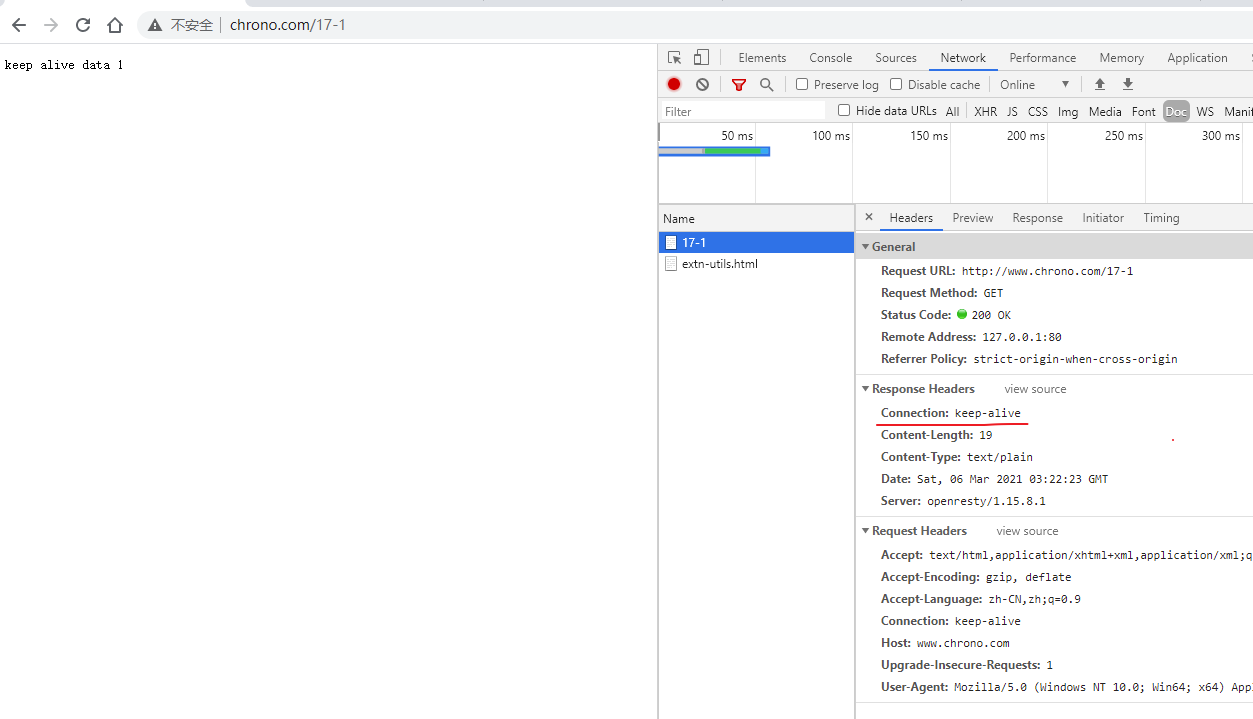 不安全 chrono.com/17-1
keep alive data 1
Elements Console Sources Network Performance Memory Application
Preserve log Disable cache Online
Filter Hide data URLs All XHR JS CSS Img Media Font Doc WS Manif
50 ms 100 ms 150 ms 200 ms 250 ms 300 ms
Name
17-1
extn-utils.html
× Headers Preview Response Initiator Timing
General
Request URL: http://www.chrono.com/17-1
Request Method: GET
Status Code: 200 OK
Remote Address: 127.0.0.1:80
Referrer Policy: strict-origin-when-cross-origin
Response Headers view source
Connection: keep-alive
Content-Length: 19
Content-Type: text/plain
Date: Sat, 06 Mar 2021 03:22:23 GMT
Server: openresty/1.15.8.1
Request Headers view source
Accept: text/html,application/xhtml+xml,application/xml;q
Accept-Encoding: gzip, deflate
Accept-Language: zh-CN,zh;q=0.9
Connection: keep-alive
Host: www.chrono.com
Upgrade-Insecure-Requests: 1
User-Agent: Mozilla/5.0 (Windows NT 10.0; Win64; x64) Appl